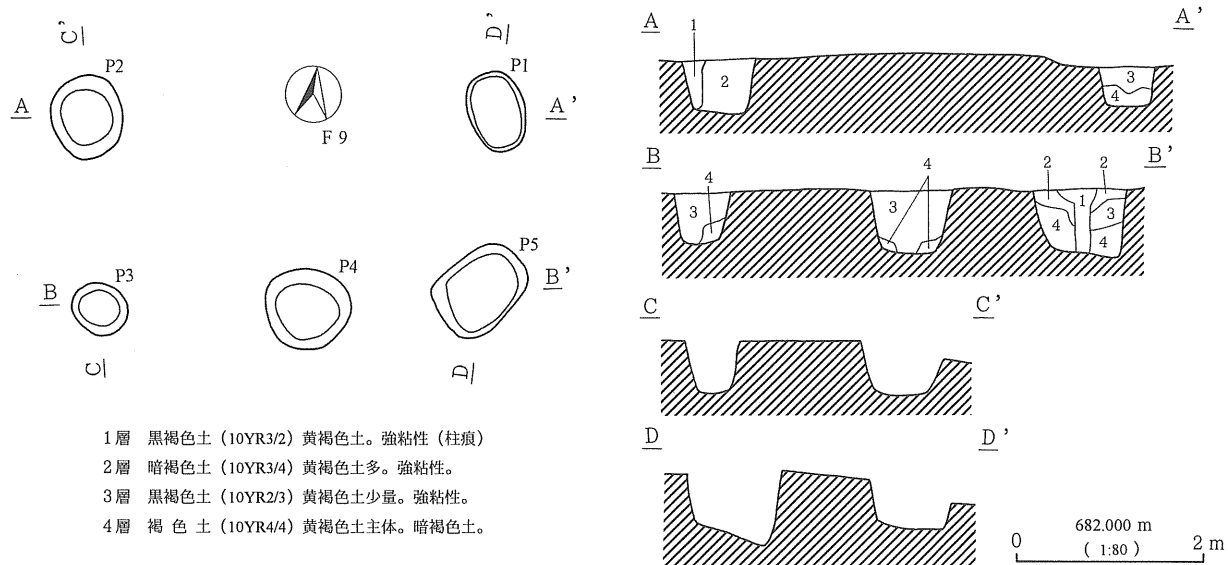 C'
D'
P2
P1
A
A'
F 9
P3
P4
P5
B
B'
C
D
1層 黒褐色土（10YR3/2）黄褐色土。強粘性（柱痕）
2層 暗褐色土（10YR3/4）黄褐色土多。強粘性。
3層 黒褐色土（10YR2/3）黄褐色土少量。強粘性。
4層 褐色土（10YR4/4）黄褐色土主体。暗褐色土。
A
A'
1
2
3
4
B
B'
4
4
2
2
3
3
1
3
4
4
C
C'
D
D'
682.000 m
0
2 m
( 1:80 )